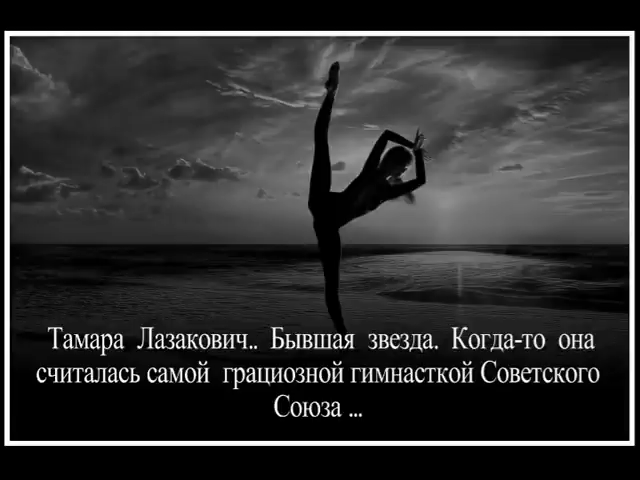 Тамара Лазакович.. Бывшая звезда. Когда-то она
считалась самой грациозной гимнасткой Советского
Союза ...